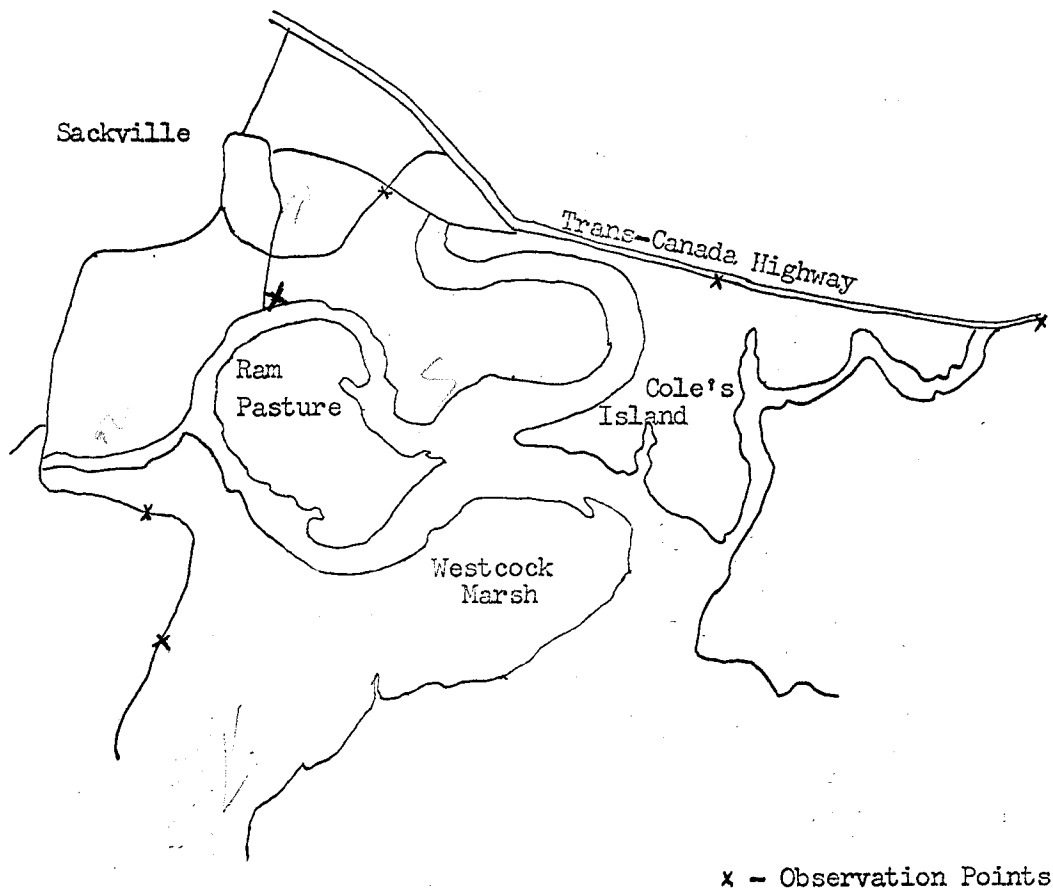 Sackville
Trans-Canada Highway
Ram
Pasture
Cole's
Island
Westcock
Marsh
x - Observation Points